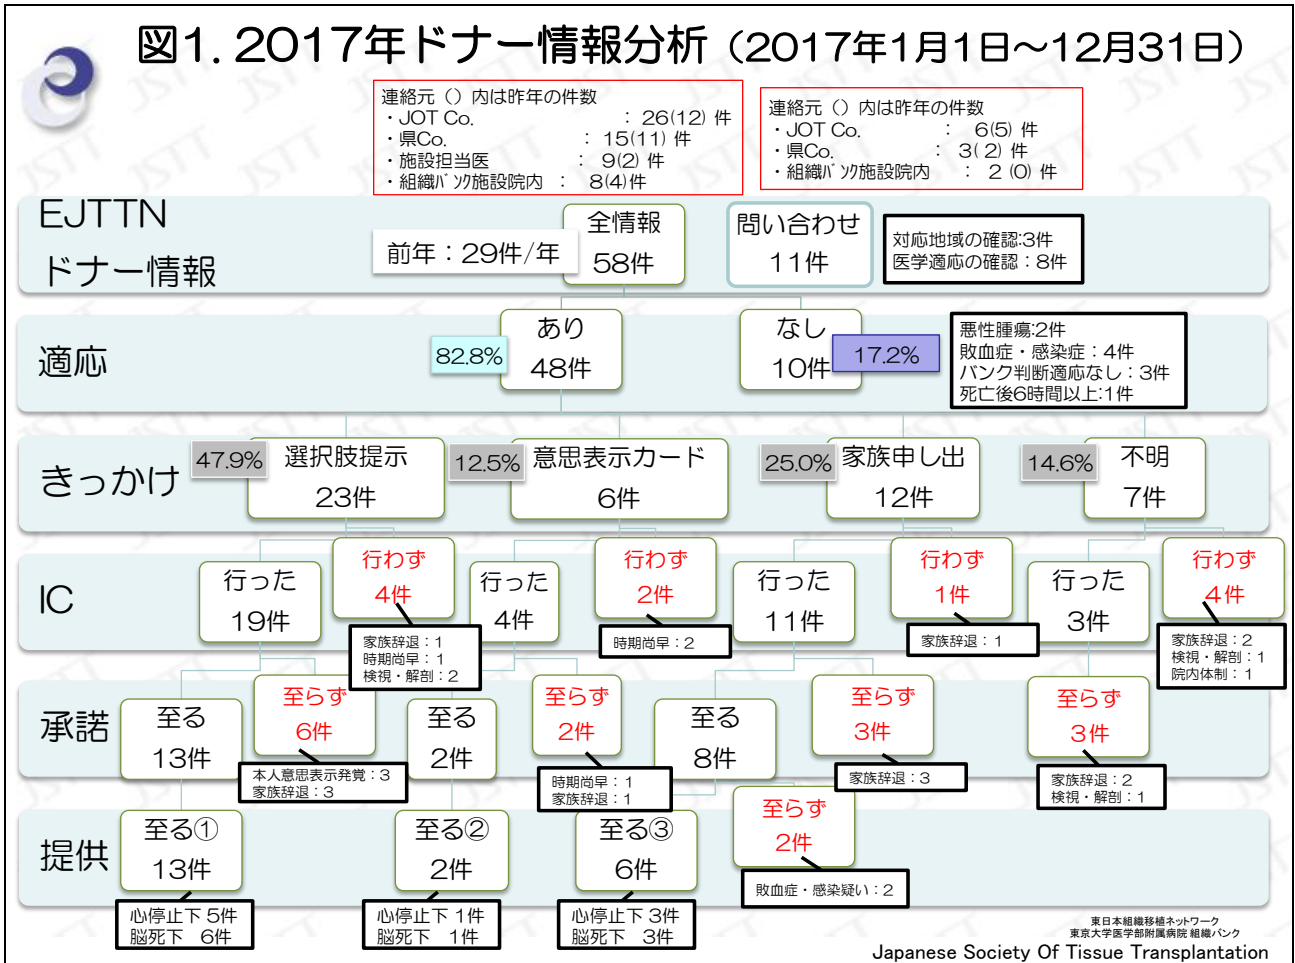 図1. 2017年ドナー情報分析（2017年1月1日～12月31日）
連絡元（）内は昨年の件数
・JOT Co. ： 26(12) 件
・県Co. ： 15(11) 件
・施設担当医 ： 9(2) 件
・組織ﾊﾞﾝｸ施設院内 ： 8(4)件
連絡元（）内は昨年の件数
・JOT Co. ： 6(5) 件
・県Co. ： 3( 2) 件
・組織ﾊﾞﾝｸ施設院内 ： 2 (0) 件
EJTTN
ドナー情報
前年：29件/年
全情報
58件
問い合わせ
11件
対応地域の確認:3件
医学適応の確認：8件
適応
82.8%
あり
48件
なし
10件
17.2%
悪性腫瘍:2件
敗血症・感染症：4件
バンク判断適応なし：3件
死亡後6時間以上:1件
きっかけ
47.9%
選択肢提示
23件
12.5%
意思表示カード
6件
25.0%
家族申し出
12件
14.6%
不明
7件
IC
行った
19件
行わず
4件
家族辞退：1
時期尚早：1
検視・解剖：2
行った
4件
行わず
2件
時期尚早：2
行った
11件
行わず
1件
家族辞退：1
行った
3件
行わず
4件
家族辞退：2
検視・解剖：1
院内体制：1
承諾
至る
13件
至らず
6件
本人意思表示発覚：3
家族辞退：3
至る
2件
至らず
2件
時期尚早：1
家族辞退：1
至る
8件
至らず
3件
家族辞退：3
至らず
3件
家族辞退：2
検視・解剖：1
提供
至る①
13件
心停止下 5件
脳死下 6件
至る②
2件
心停止下 1件
脳死下 1件
至る③
6件
心停止下 3件
脳死下 3件
至らず
2件
敗血症・感染疑い：2
東日本組織移植ネットワーク
東京大学医学部附属病院 組織バンク
Japanese Society Of Tissue Transplantation